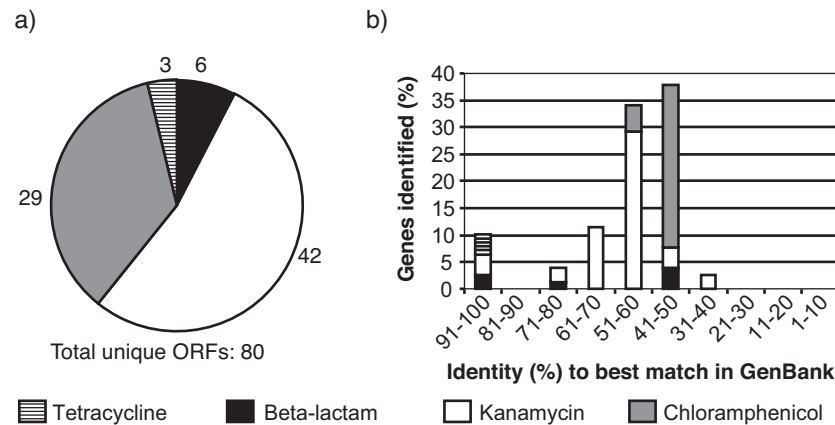 a)
3 6
29
42
Total unique ORFs: 80
b)
Genes identified (%)
40
35
30
25
20
15
10
5
0
91-100 81-90 71-80 61-70 51-60 41-50 31-40 21-30 11-20 1-10
Identity (%) to best match in GenBank
Tetracycline Beta-lactam Kanamycin Chloramphenicol